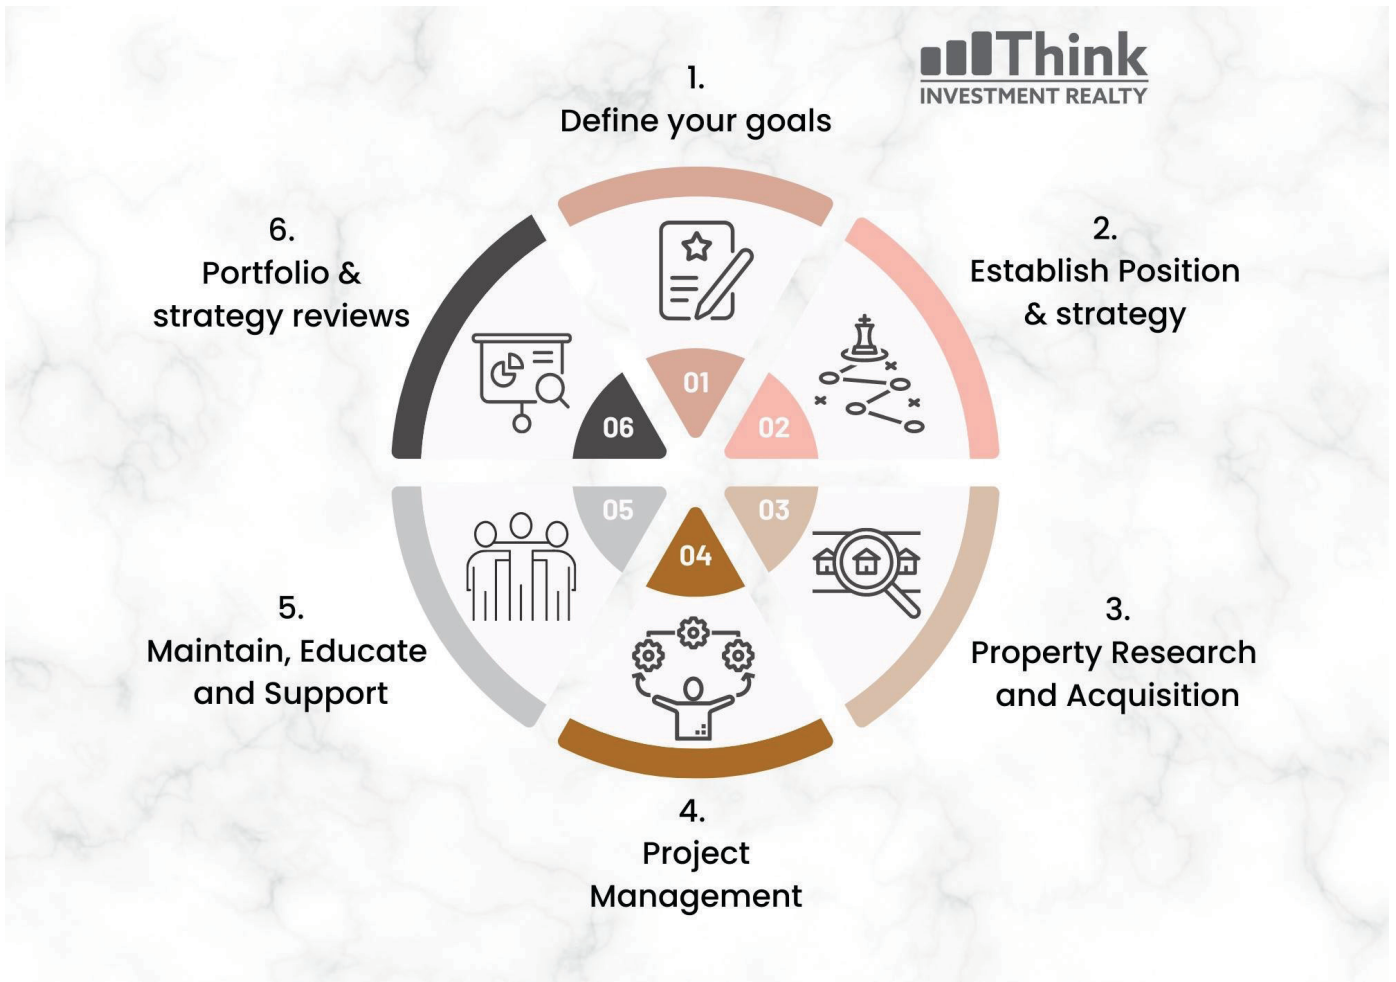 Think
INVESTMENT REALTY
1.
Define your goals
2.
Establish Position
& strategy
3.
Property Research
and Acquisition
4.
Project
Management
5.
Maintain, Educate
and Support
6.
Portfolio &
strategy reviews
01
02
03
04
05
06